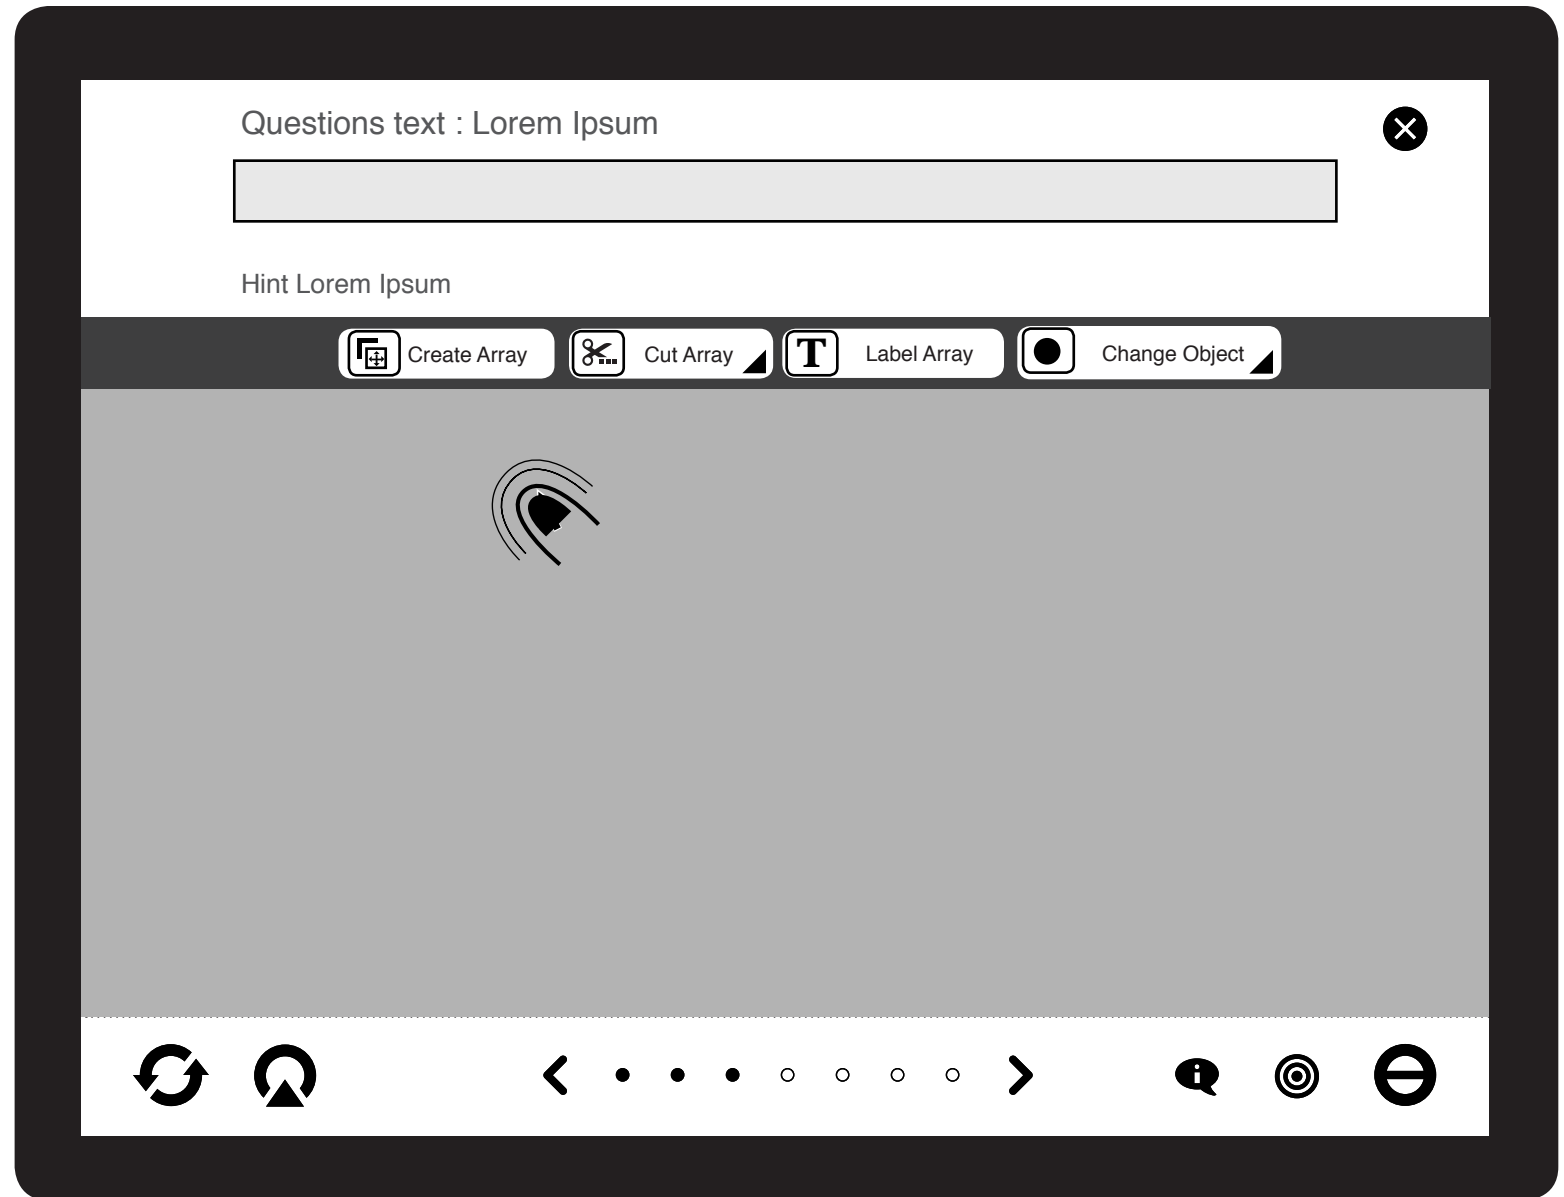 Questions text : Lorem Ipsum
Hint Lorem Ipsum
Create Array
Cut Array
T Label Array
Change Object
i